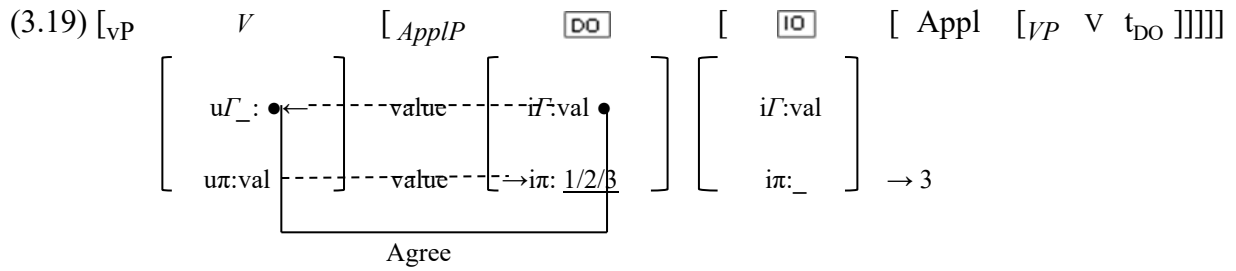 (3.19) [vP V [ ApplP DO [ IO [ Appl [VP V tDO ]]]]]
uΓ_: ●← value iΓ:val ● iΓ:val
uπ:val value →iπ: 1/2/3 iπ:_ → 3
Agree